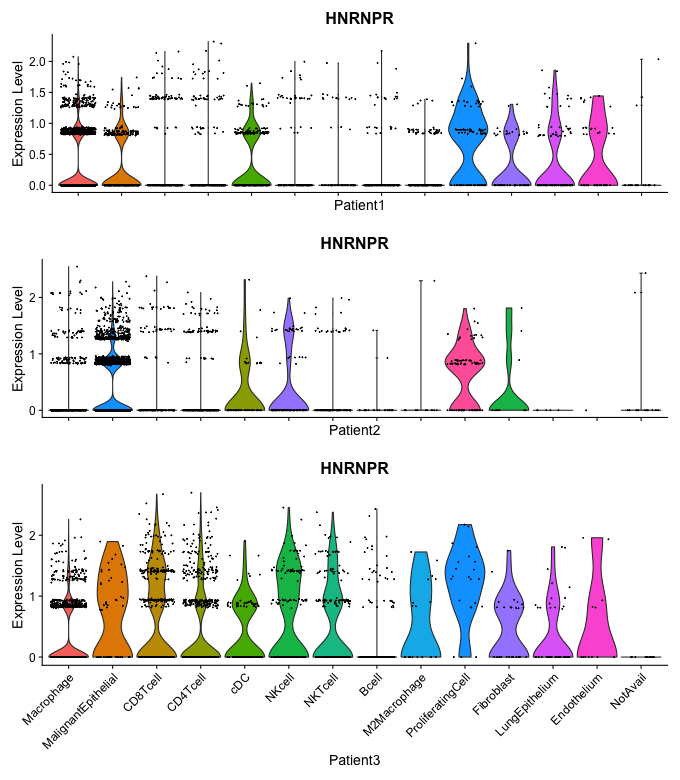 HNRNPR
Expression Level
2.0
1.5
1.0
0.5
0.0
Patient1
HNRNPR
Expression Level
2
1
0
Patient2
HNRNPR
Expression Level
2
1
0
Macrophage
MalignantEpithelial
CD8Tcell
CD4Tcell
cDC
NKcell
NKTcell
Bcell
M2Macrophage
ProliferatingCell
Fibroblast
LungEpithelium
Endothelium
NotAvail
Patient3